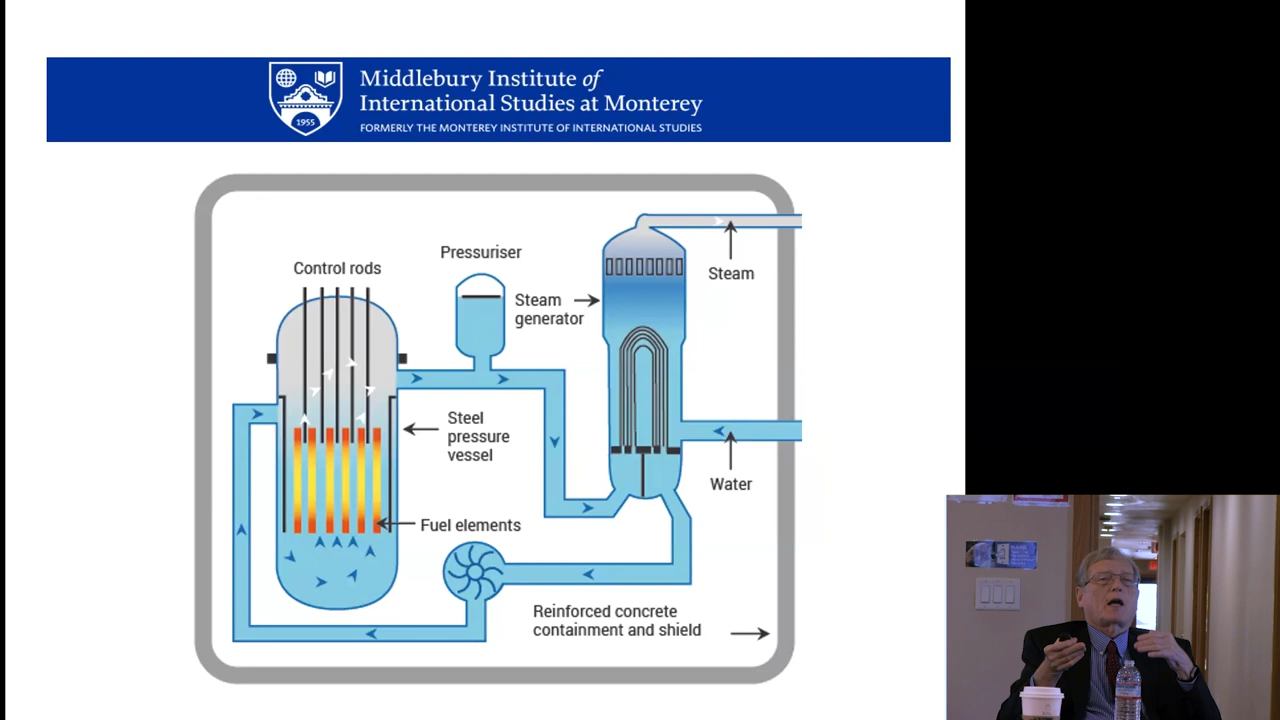 Middlebury Institute of
International Studies at Monterey
FORMERLY THE MONTEREY INSTITUTE OF INTERNATIONAL STUDIES
1955
Control rods
Pressuriser
Steam
generator
Steam
Steel
pressure
vessel
Water
Fuel elements
Reinforced concrete
containment and shield